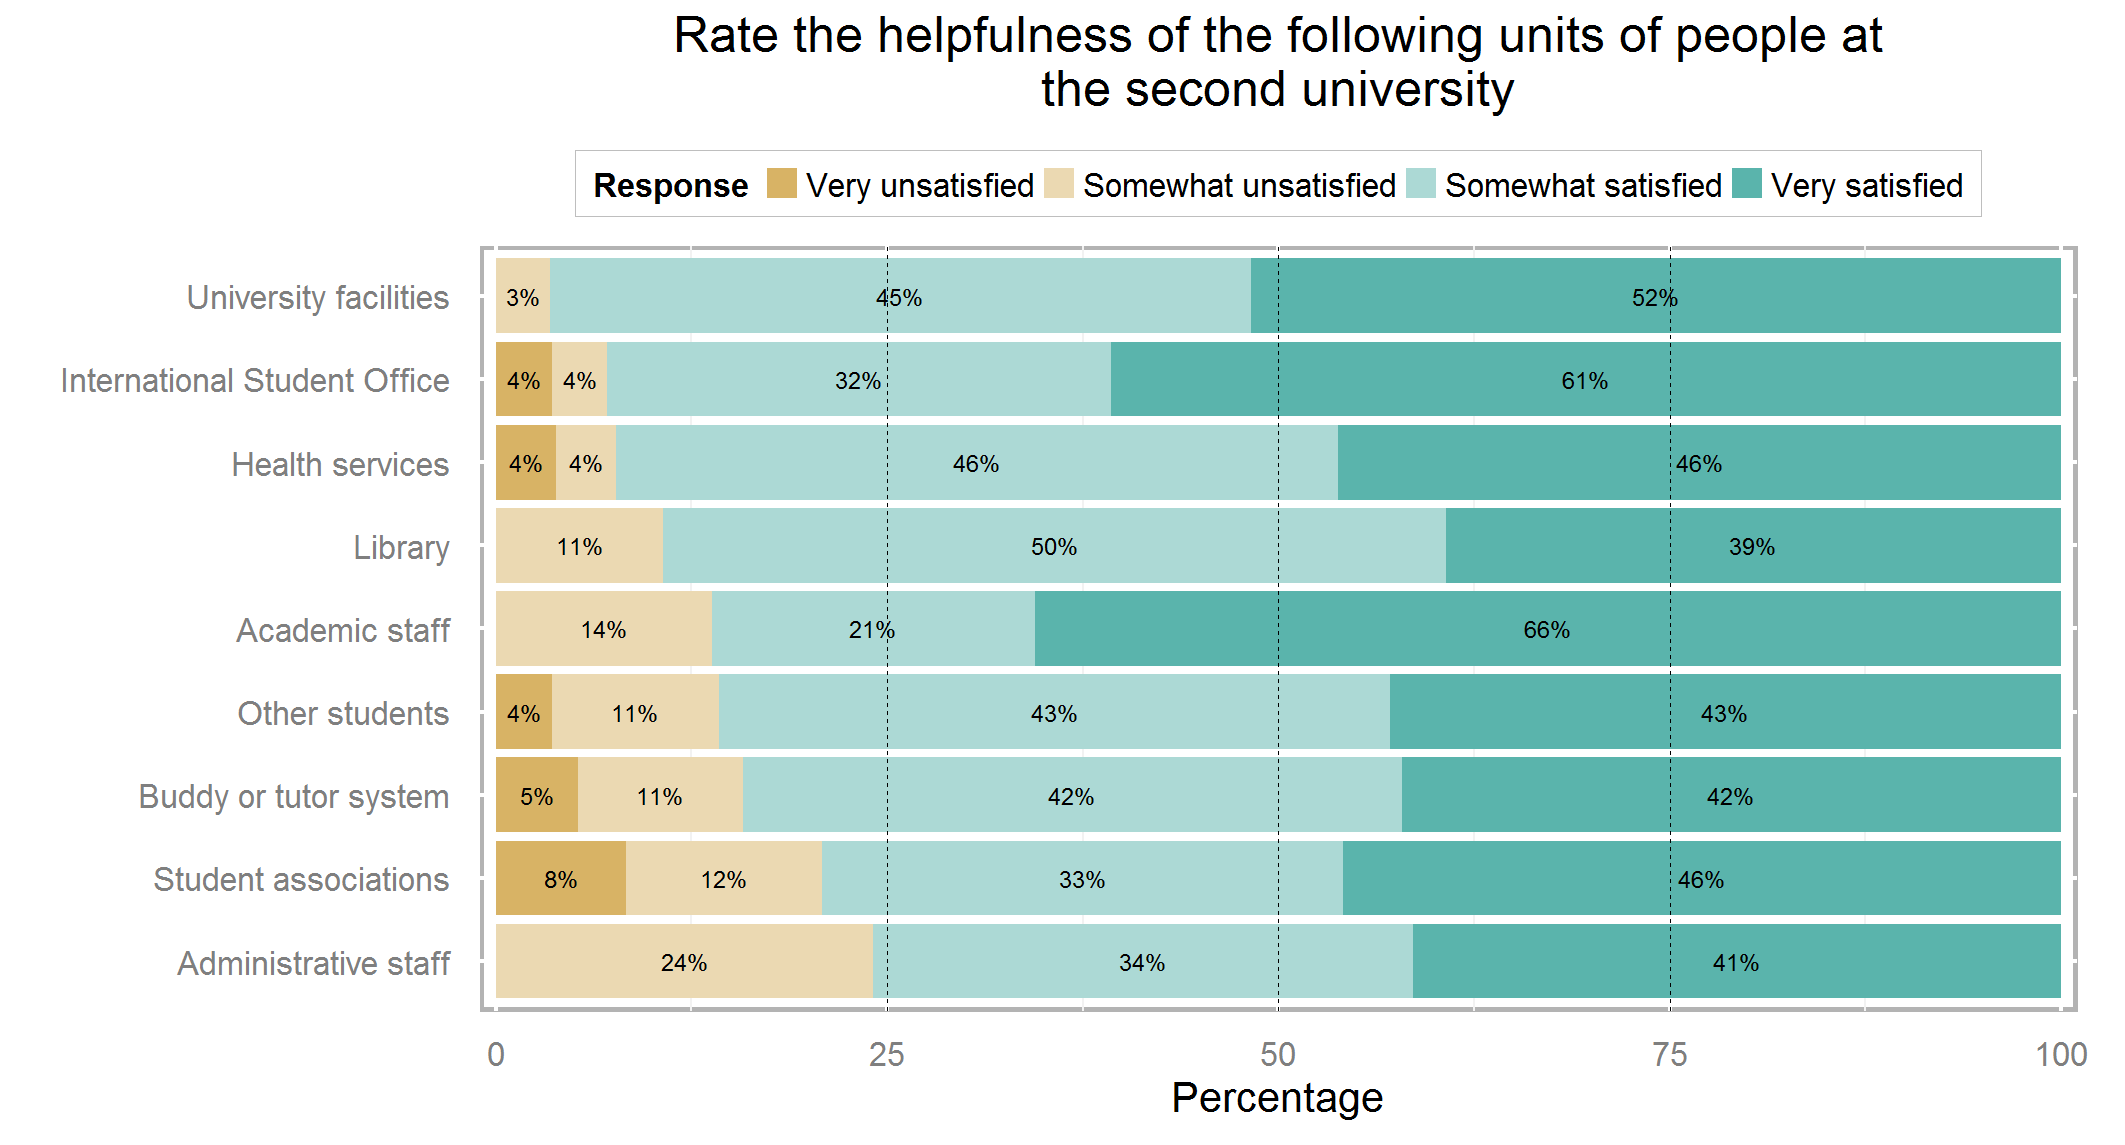 Rate the helpfulness of the following units of people at
the second university
Response Very unsatisfied Somewhat unsatisfied Somewhat satisfied Very satisfied
University facilities 3% 45% 52%
International Student Office 4% 4% 32% 61%
Health services 4% 4% 46% 46%
Library 11% 50% 39%
Academic staff 14% 21% 66%
Other students 4% 11% 43% 43%
Buddy or tutor system 5% 11% 42% 42%
Student associations 8% 12% 33% 46%
Administrative staff 24% 34% 41%
0 25 50 75 100
Percentage